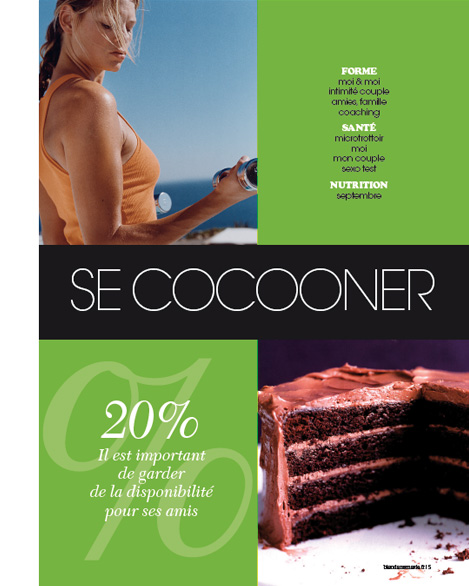 FORME
moi & moi
intimité couple
amies, famille
coaching
SANTÉ
microtrottoir
moi
mon couple
sexo test
NUTRITION
septembre
SE COCOONER
%
20%
Il est important
de garder
de la disponibilité
pour ses amis